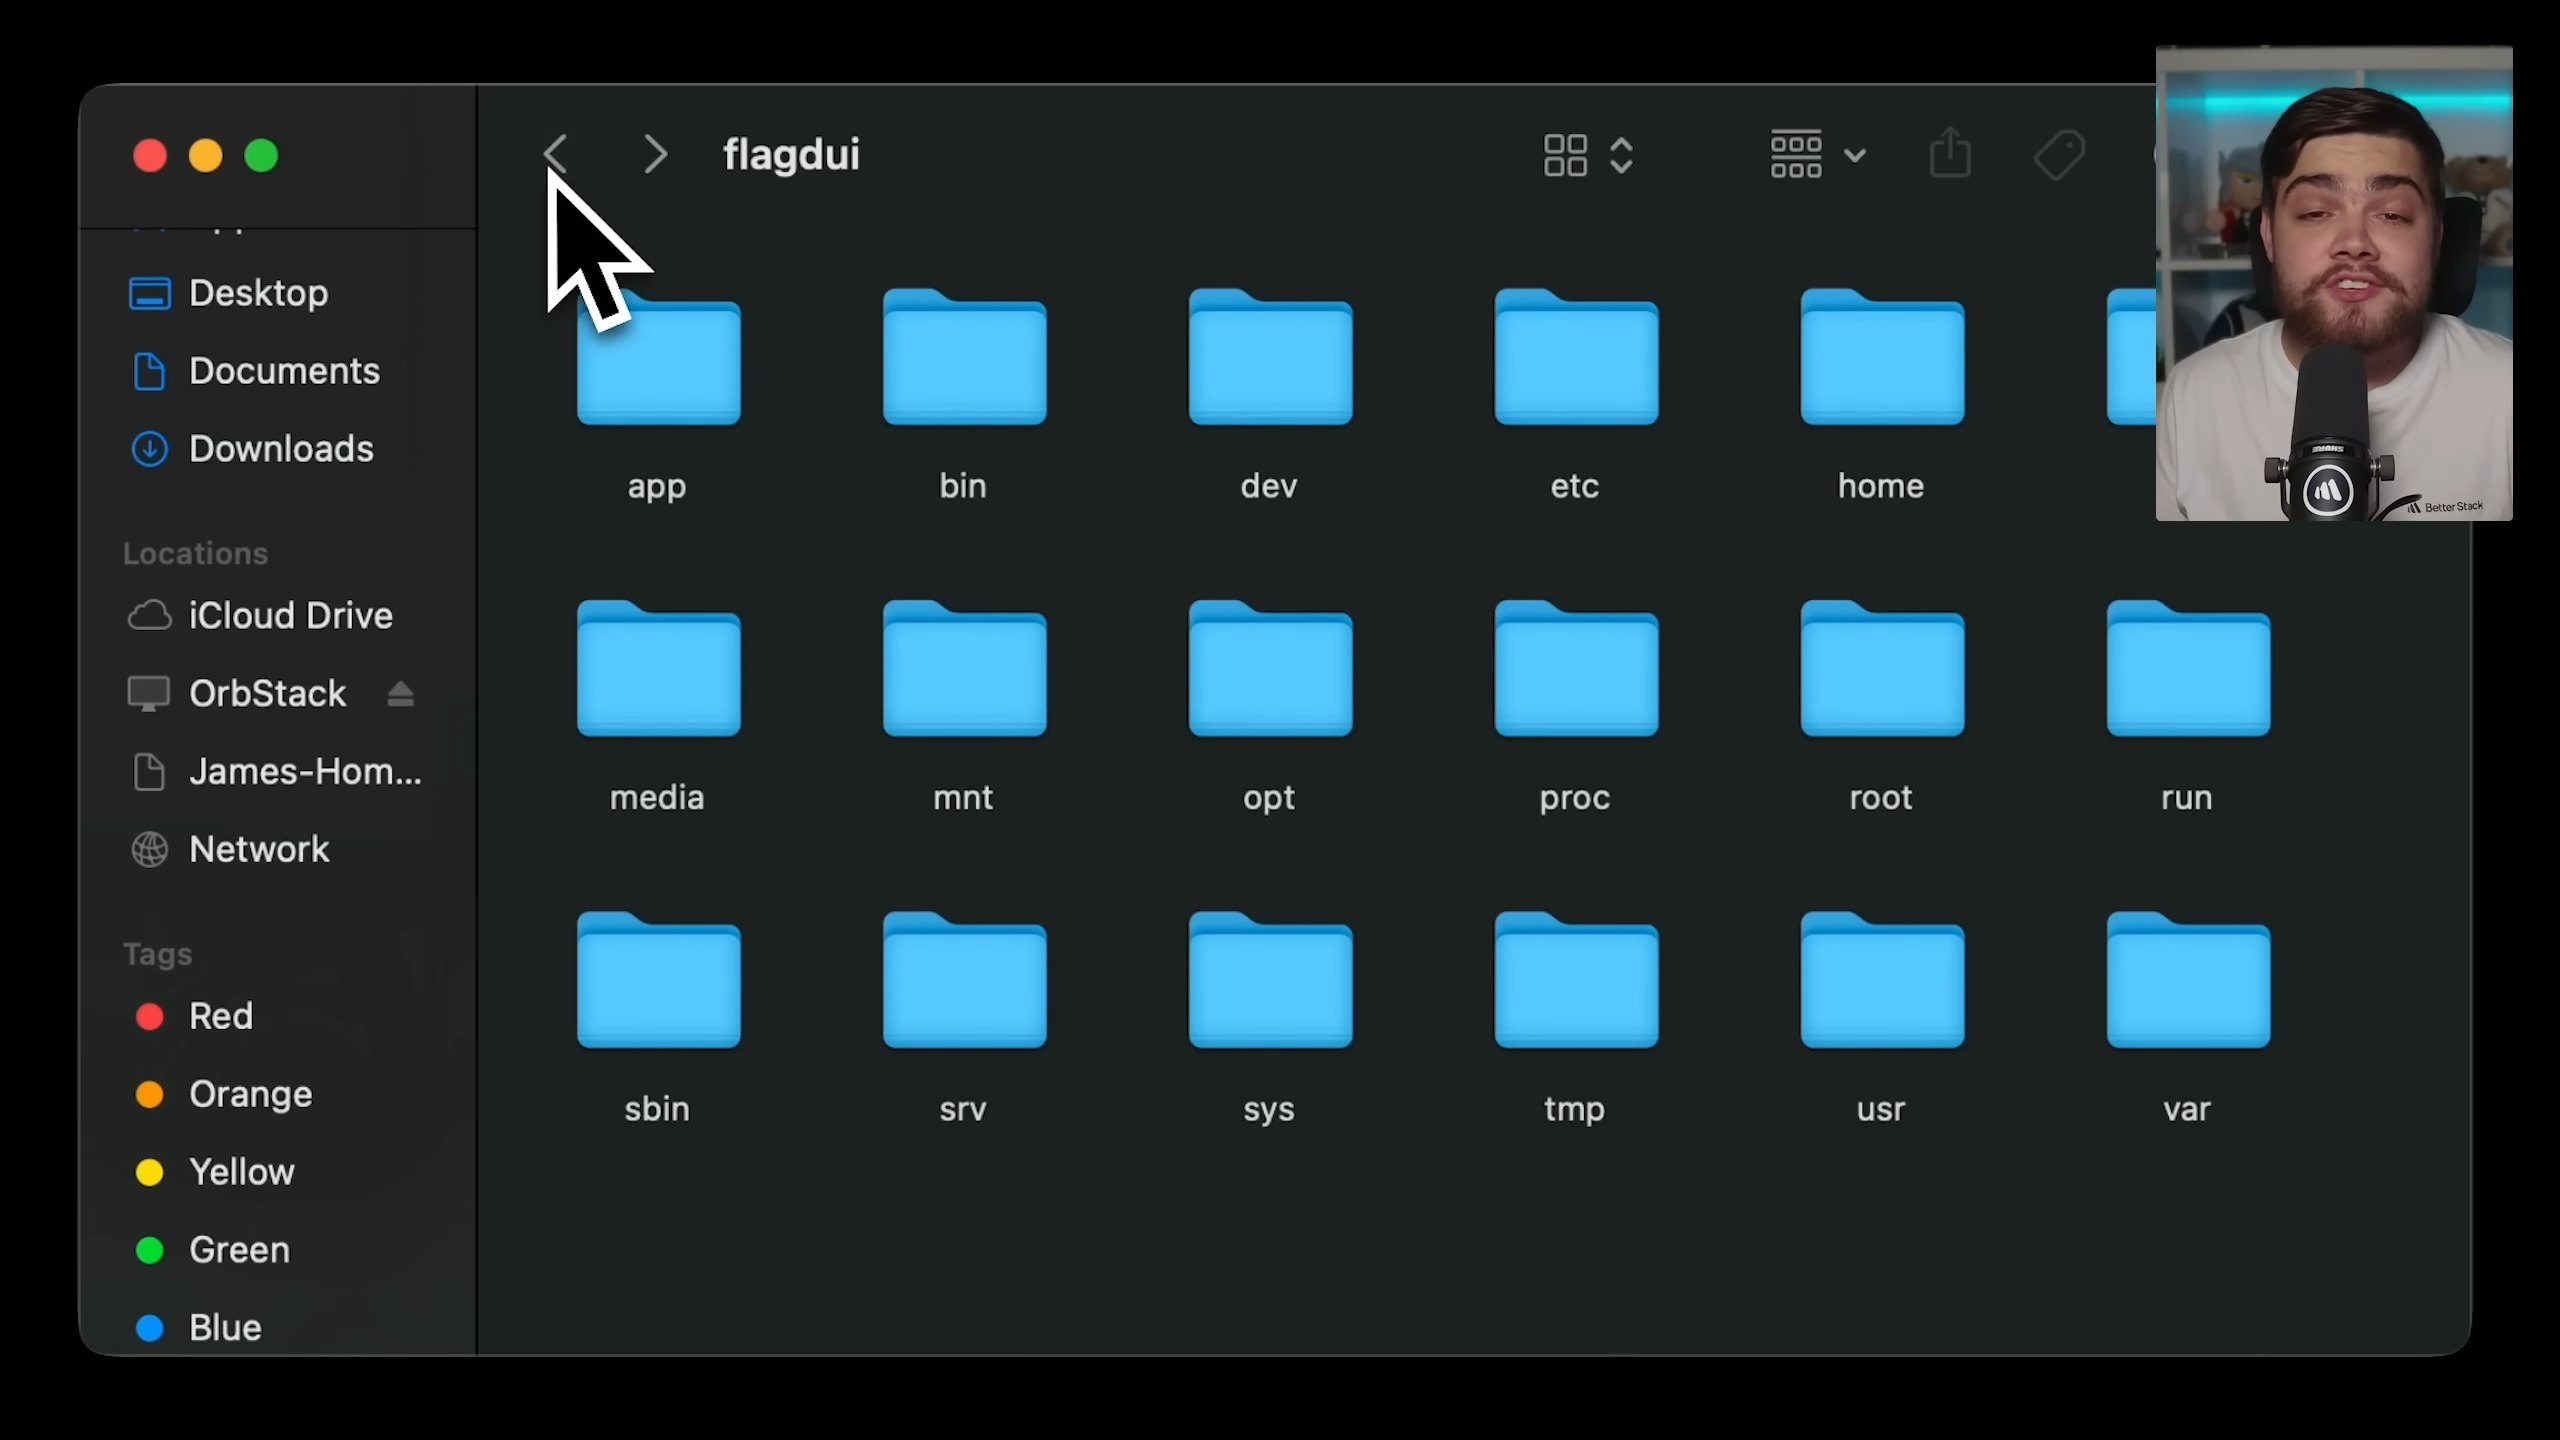 flagdui
Desktop
Documents
Downloads
Locations
iCloud Drive
OrbStack
James-Hom...
Network
Tags
Red
Orange
Yellow
Green
Blue
app
bin
dev
etc
home
media
mnt
opt
proc
root
run
sbin
srv
sys
tmp
usr
var
SHURE
Better Stack